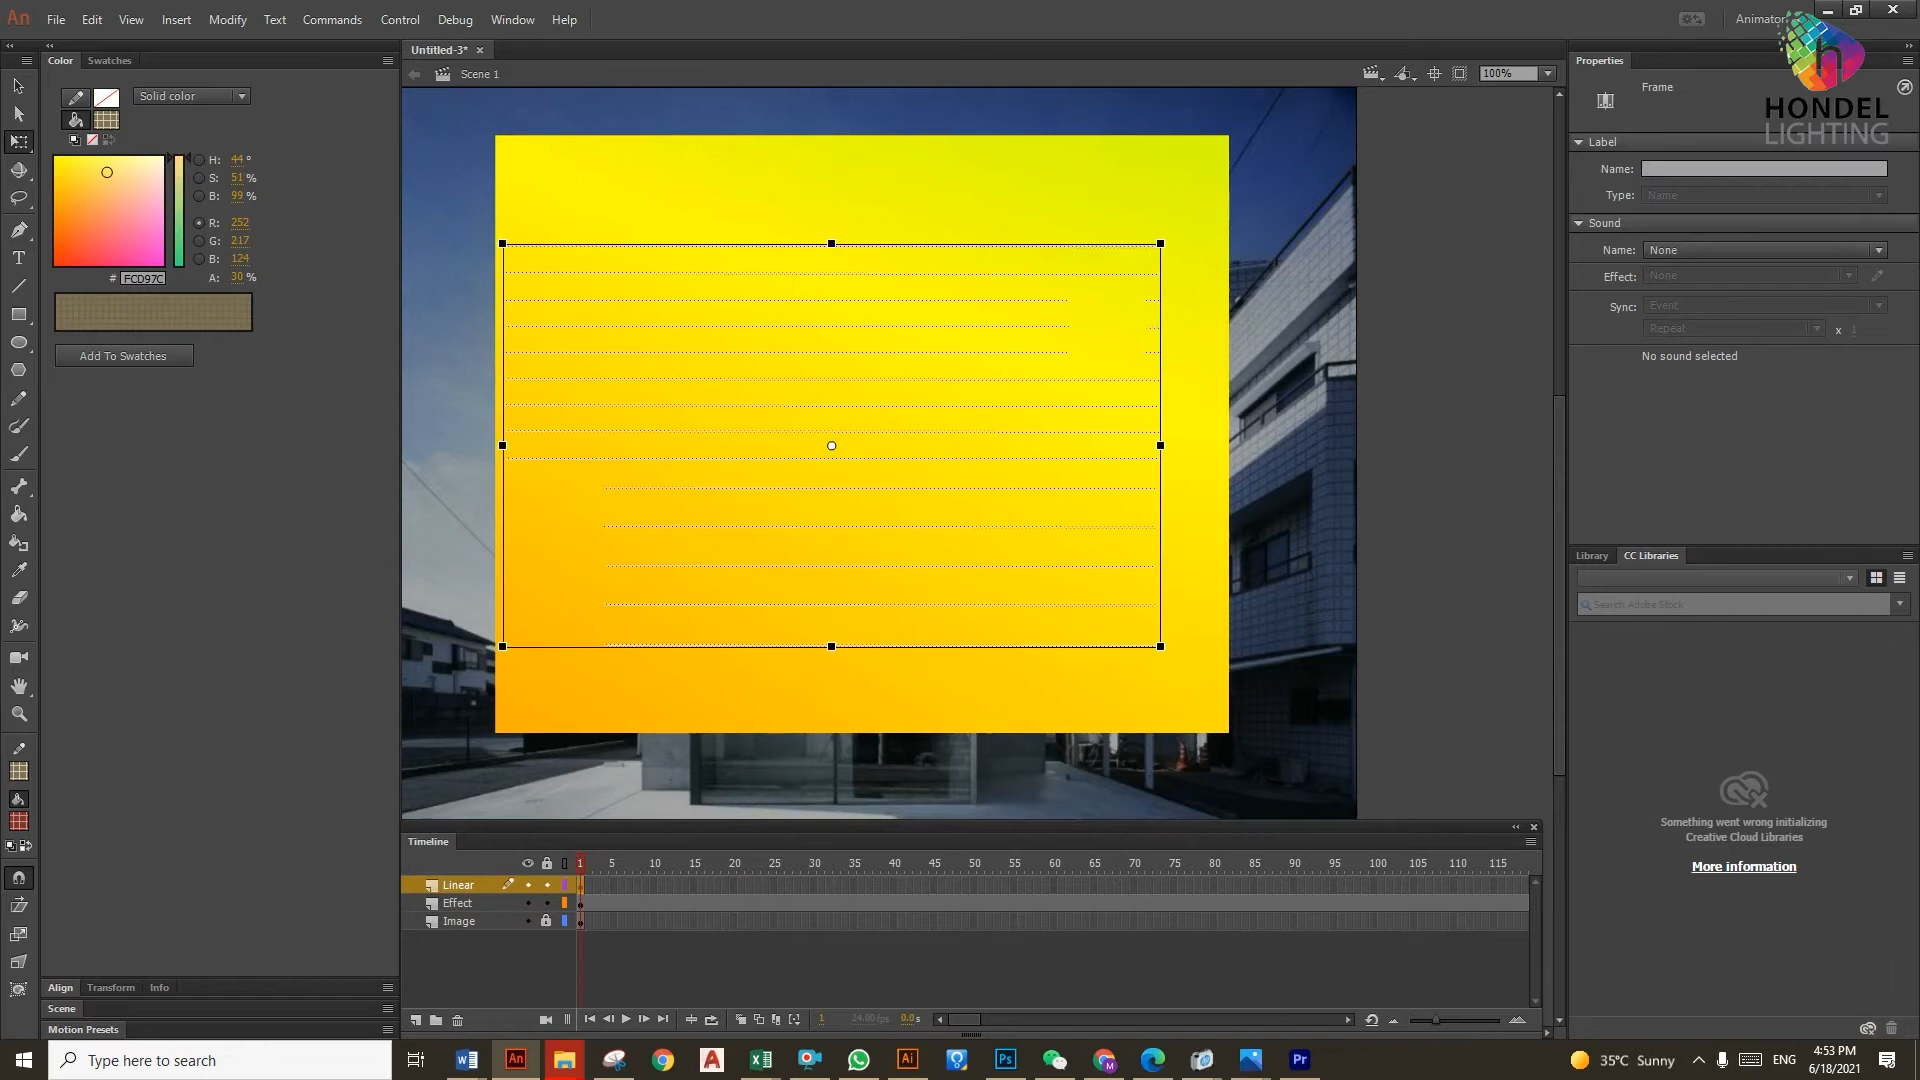 An File Edit View Insert Modify Text Commands Control Debug Window Help Animator
HONDEL
LIGHTING
Color Swatches
Untitled-3* ×
Properties
Scene 1
100%
Solid color
Frame
Label
Name:
Type: Name
Sound
Name: None
Effect: None
Sync: Event
Repeat x 1
No sound selected
H: 44 °
S: 51 %
B: 99 %
R: 252
G: 217
B: 124
# FCD97C A: 30 %
Add To Swatches
Library CC Libraries
Search Adobe Stock
Something went wrong initializing
Creative Cloud Libraries
More information
Timeline
1 5 10 15 20 25 30 35 40 45 50 55 60 65 70 75 80 85 90 95 100 105 110 115
Linear
Effect
Image
Align Transform Info
Scene
Motion Presets
1 24.00 fps 0.0 s
Type here to search
35°C Sunny
ENG
4:53 PM
6/18/2021